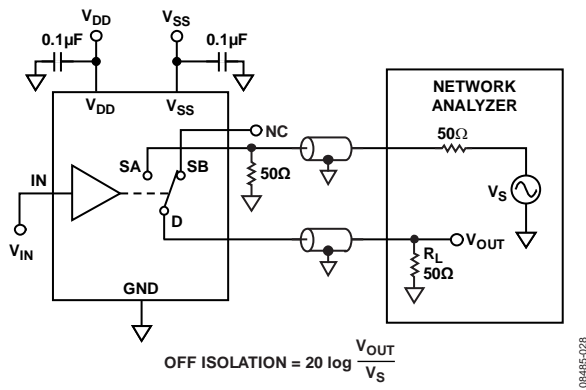 VDD
VSS
0.1µF
0.1µF
VDD
VSS
NETWORK
ANALYZER
NC
50Ω
SA
SB
50Ω
IN
VS
D
VOUT
VIN
RL
50Ω
GND
OFF ISOLATION = 20 log VOUT
VS
08485-028